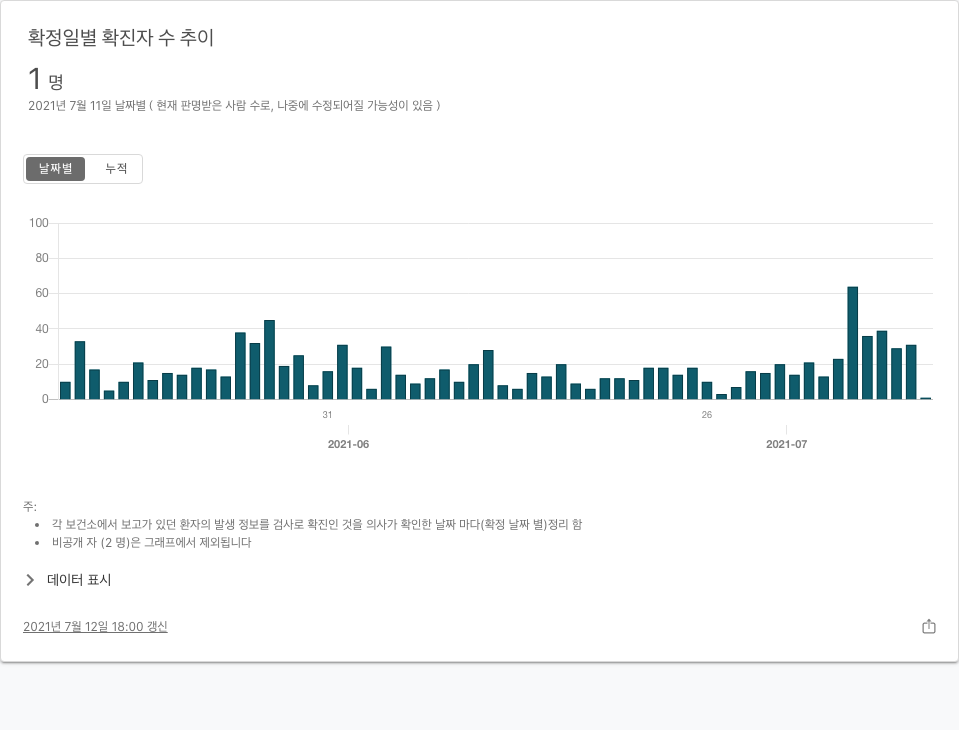 확정일별 확진자 수 추이
1 명
2021년 7월 11일 날짜별 ( 현재 판명받은 사람 수로, 나중에 수정되어질 가능성이 있음 )
날짜별 누적
100
80
60
40
20
0
31 26
2021-06 2021-07
주:
• 각 보건소에서 보고가 있던 환자의 발생 정보를 검사로 확진인 것을 의사가 확인한 날짜 마다(확정 날짜 별)정리 함
• 비공개 자 (2 명)은 그래프에서 제외됩니다
데이터 표시
2021년 7월 12일 18:00 갱신